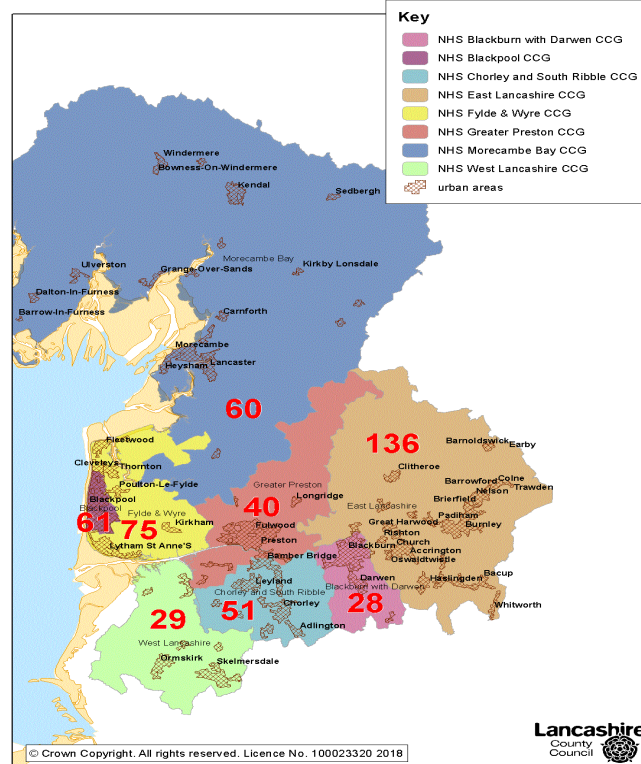 Key
NHS Blackburn with Darwen CCG
NHS Blackpool CCG
NHS Chorley and South Ribble CCG
NHS East Lancashire CCG
NHS Fylde & Wyre CCG
NHS Greater Preston CCG
NHS Morecambe Bay CCG
NHS West Lancashire CCG
urban areas
Windermere
Bowness-On-Windermere
Kendal
Sedbergh
Morecambe Bay
Kirkby Lonsdale
Ulverston
Grange-Over-Sands
Dalton-In-Furness
Barrow-In-Furness
Carnforth
Morecambe
Lancaster
Heysham
60
136
Fleetwood
Cleveleys
Thornton
Poulton-Le-Fylde
Blackpool
Blackpool
61
Fylde & Wyre
75
Kirkham
Lytham St Anne'S
Greater Preston
40
Longridge
Fulwood
Preston
Bamber Bridge
Barnoldswick
Earby
Clitheroe
Barrowford
Colne
Nelson
Trawden
Brierfield
East Lancashire
Padiham
Great Harwood
Burnley
Rishton
Church
Blackburn
Accrington
Oswaldtwistle
Darwen
Haslingden
Bacup
Blackburn with Darwen
28
Whitworth
Leyland
Chorley and South Ribble
51
Chorley
Adlington
29
West Lancashire
Ormskirk
Skelmersdale
Lancashire
County
Council
© Crown Copyright. All rights reserved. Licence No. 100023320 2018